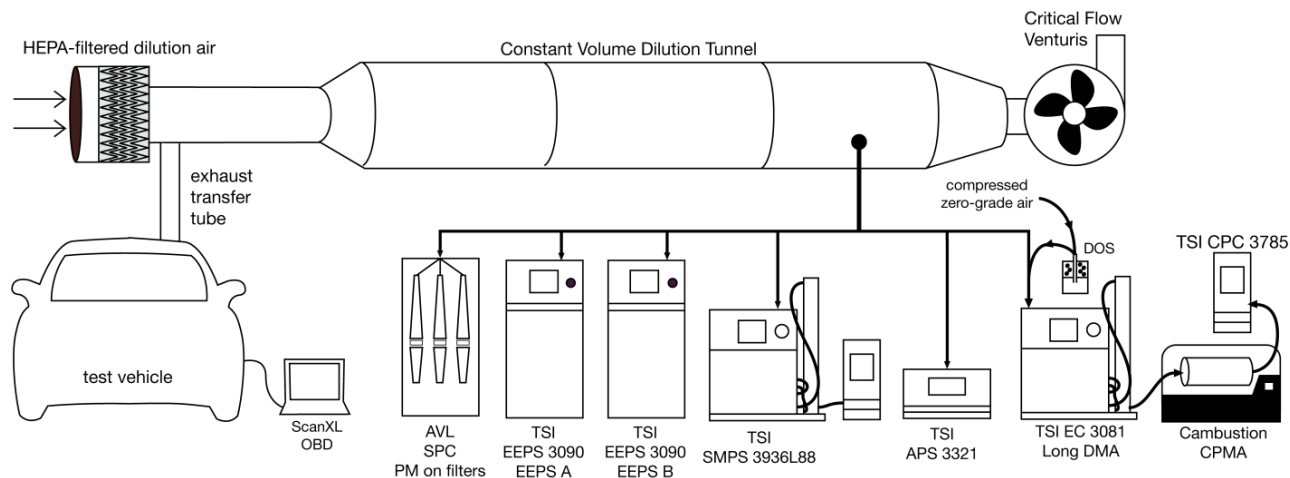 HEPA-filtered dilution air
Constant Volume Dilution Tunnel
Critical Flow
Venturis
exhaust
transfer
tube
compressed
zero-grade air
DOS
TSI CPC 3785
test vehicle
ScanXL
OBD
AVL
SPC
PM on filters
TSI
EEPS 3090
EEPS A
TSI
EEPS 3090
EEPS B
TSI
SMPS 3936L88
TSI
APS 3321
TSI EC 3081
Long DMA
Cambustion
CPMA